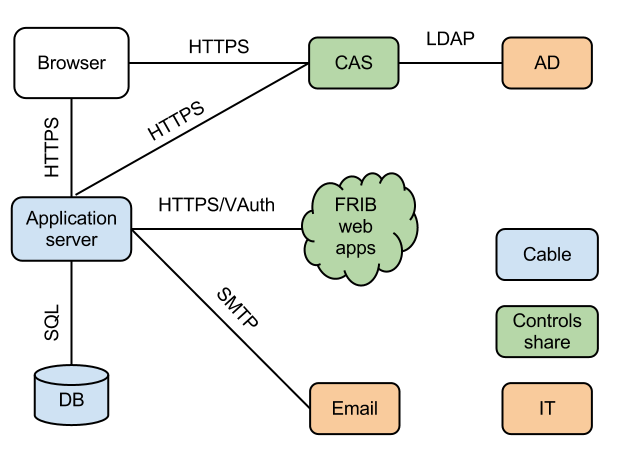 HTTPS
LDAP
Browser
CAS
AD
HTTPS
HTTPS
HTTPS/VAuth
FRIB
web
apps
Application
server
Cable
SQL
SMTP
Controls
share
DB
Email
IT